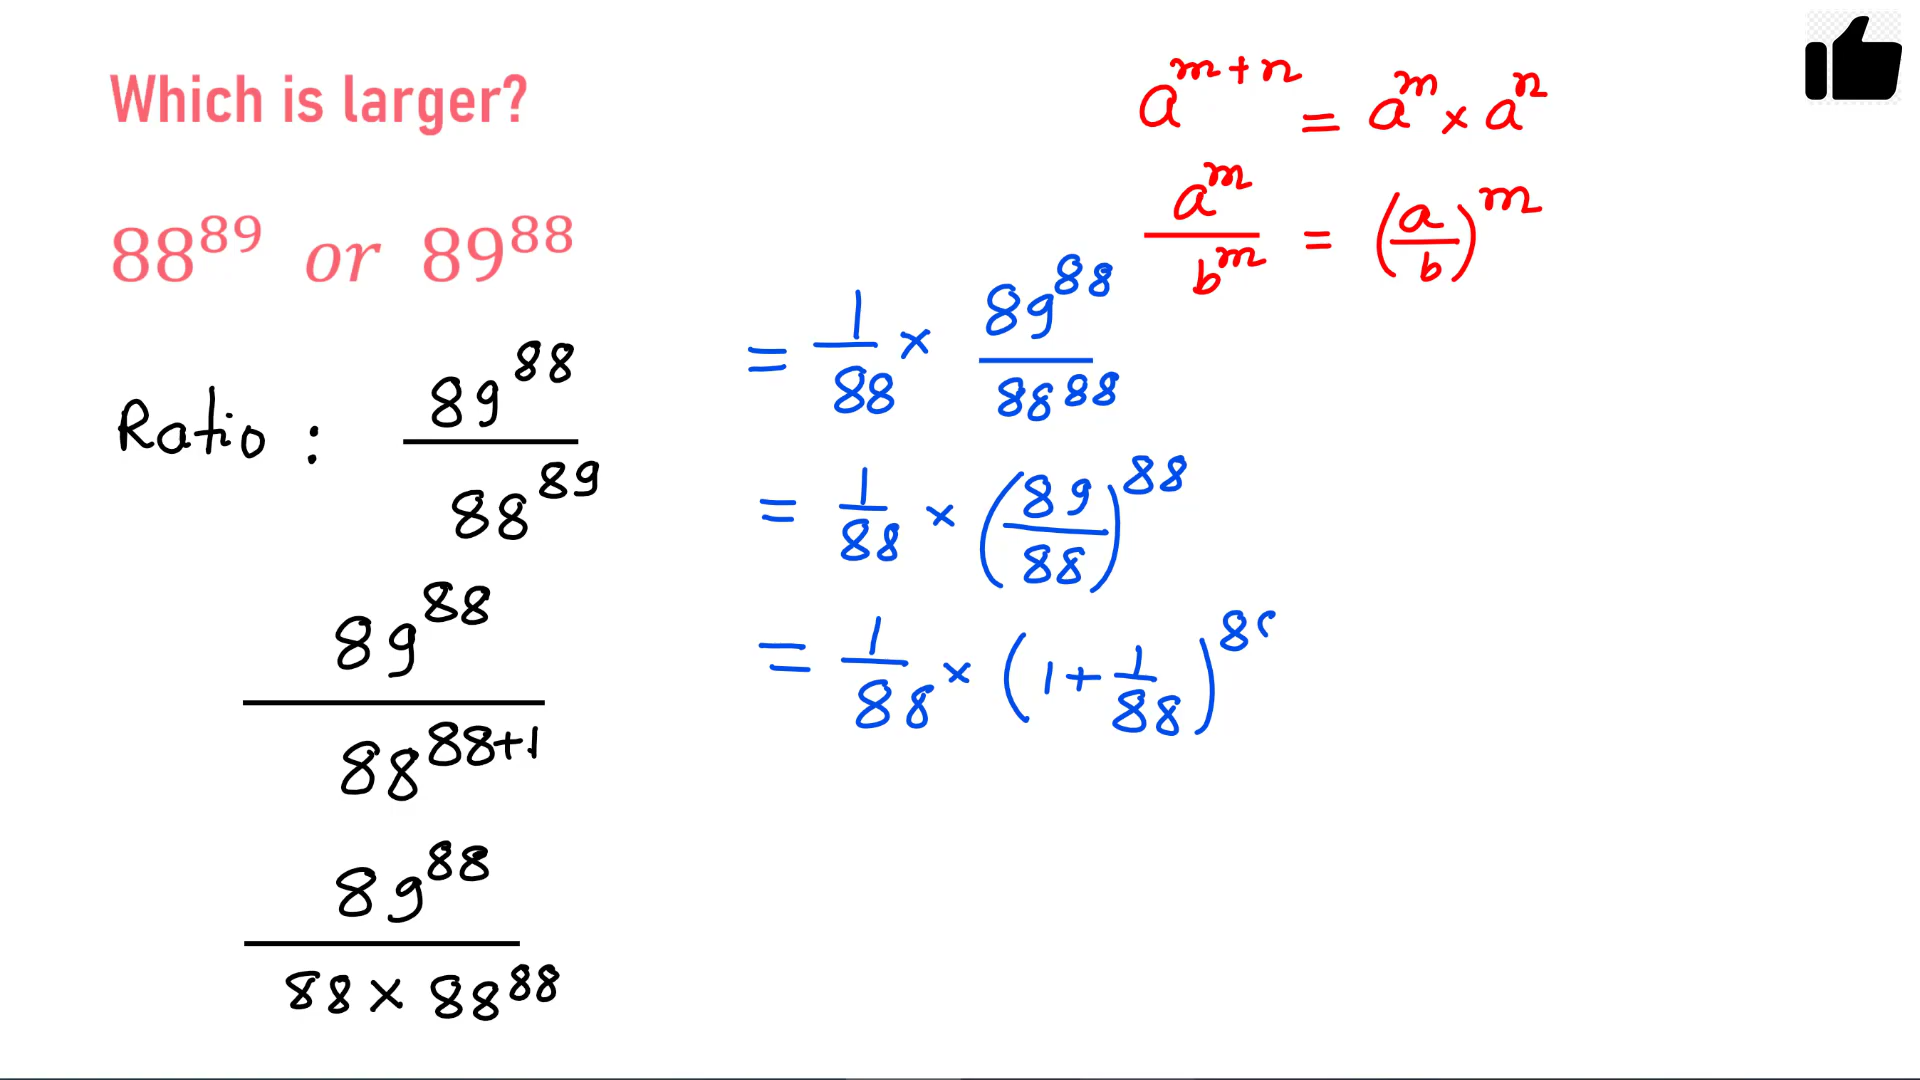 Which is larger?
88^89 or 89^88
Ratio : 89^88 / 88^89
89^88 / 88^88+1
89^88 / 88 × 88^88
a^m+n = a^m × a^n
a^m / b^m = (a/b)^m
= 1/88 × 89^88 / 88^88
= 1/88 × (89/88)^88
= 1/88 × (1 + 1/88)^8